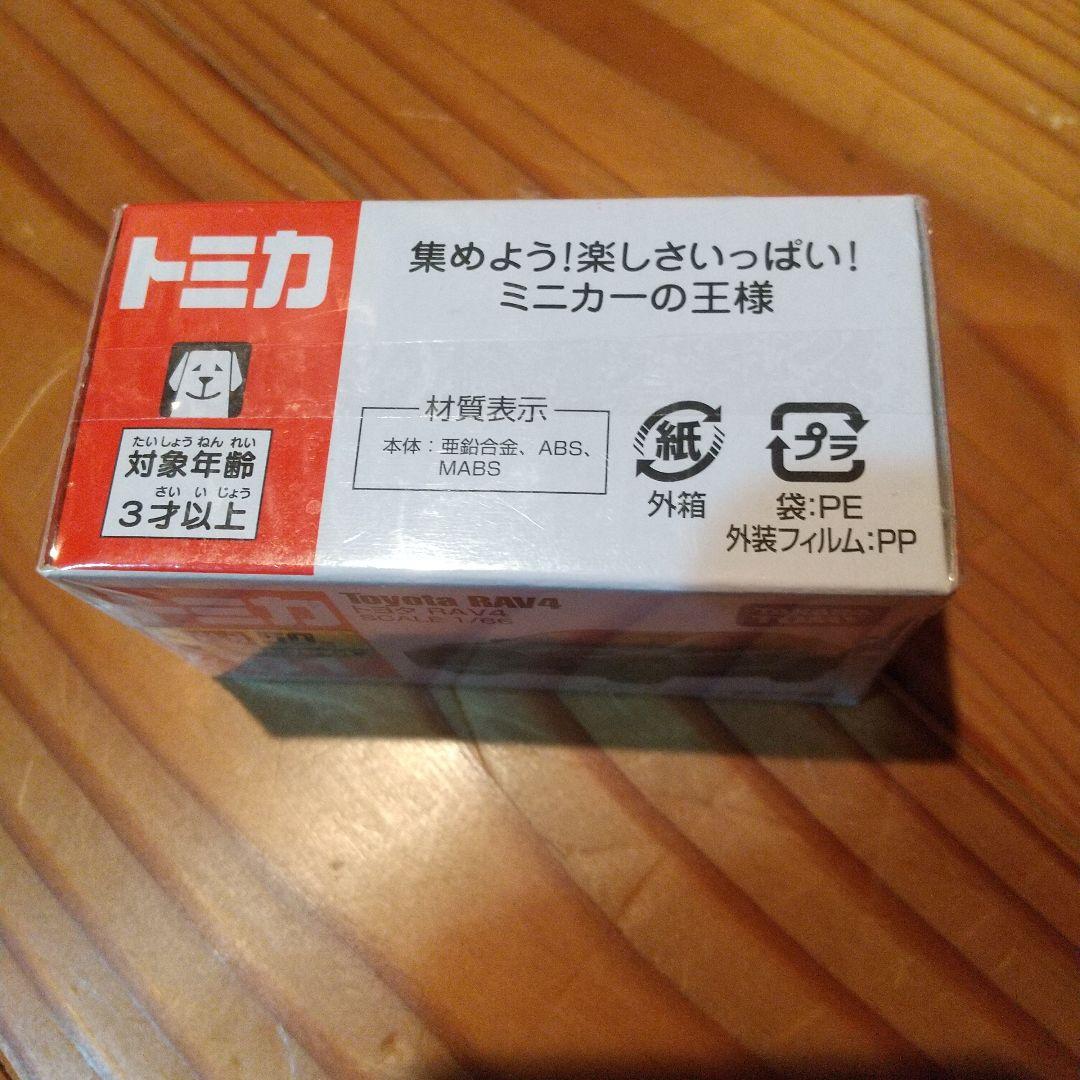 トミカ
集めよう!楽しさいっぱい!
ミニカーの王様
たいしょう ねん れい
対象年齢
さい い じょう
3才以上
材質表示
本体:亜鉛合金、ABS、
MABS
紙
外箱
プラ
袋:PE
外装フィルム:PP
トミカ
Toyota RAV4
トヨタ RAV4
SCALE 1/66